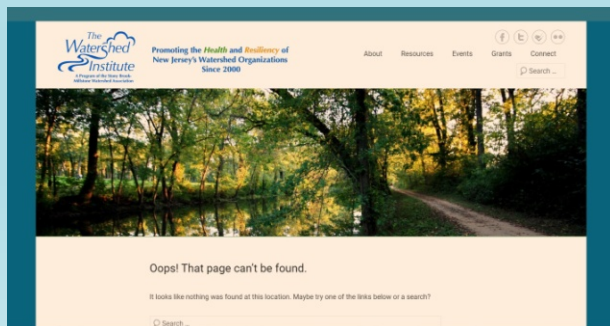 The
Watershed
Institute
A Program of the Stony Brook-
Millstone Watershed Association
Promoting the Health and Resiliency of
New Jersey's Watershed Organizations
Since 2000
About Resources Events Grants Connect
Search ...
Oops! That page can't be found.
It looks like nothing was found at this location. Maybe try one of the links below or a search?
Search ...